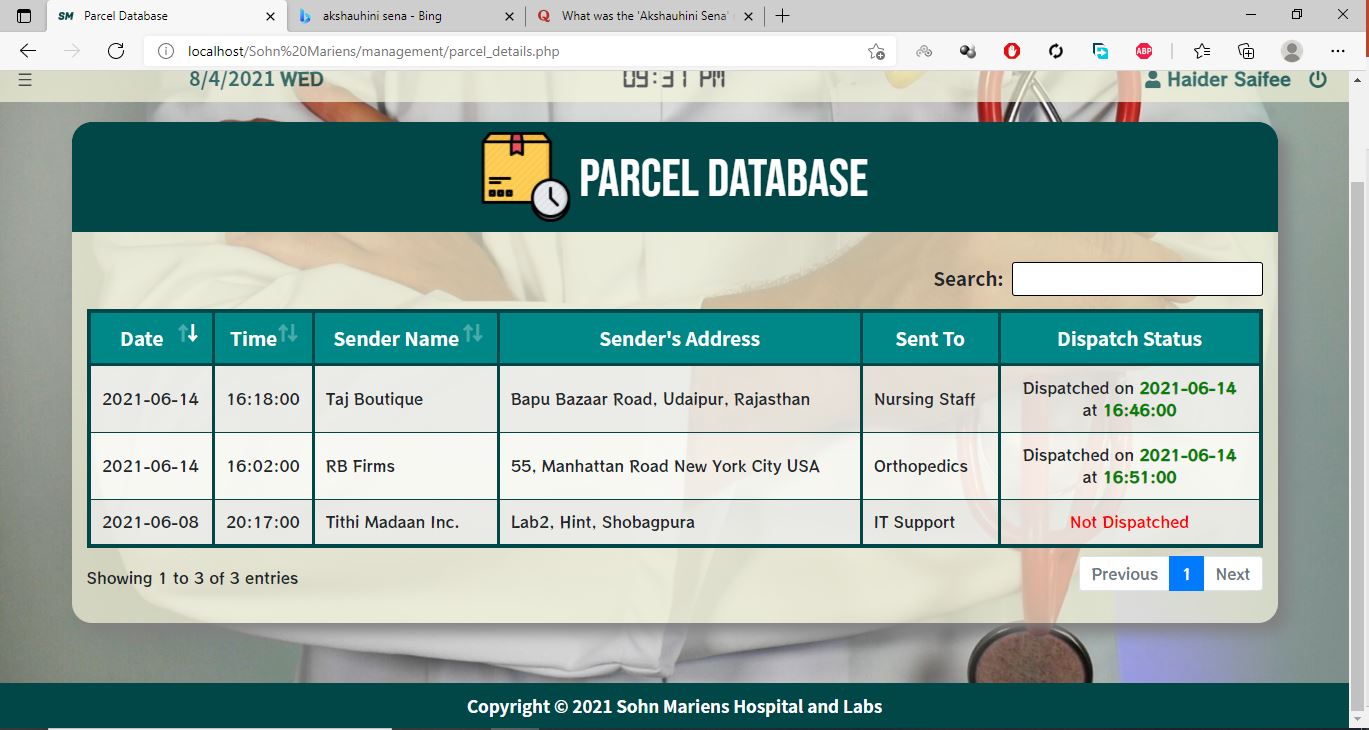 SM Parcel Database
akshauhini sena - Bing
What was the 'Akshauhini Sena'
localhost/Sohn%20Mariens/management/parcel_details.php
ABP
8/4/2021 WED 09:31 PM Haider Saifee
PARCEL DATABASE
Search:
Date Time Sender Name Sender's Address Sent To Dispatch Status
2021-06-14 16:18:00 Taj Boutique Bapu Bazaar Road, Udaipur, Rajasthan Nursing Staff Dispatched on 2021-06-14
at 16:46:00
2021-06-14 16:02:00 RB Firms 55, Manhattan Road New York City USA Orthopedics Dispatched on 2021-06-14
at 16:51:00
2021-06-08 20:17:00 Tithi Madaan Inc. Lab2, Hint, Shobagpura IT Support Not Dispatched
Showing 1 to 3 of 3 entries Previous 1 Next
Copyright © 2021 Sohn Mariens Hospital and Labs